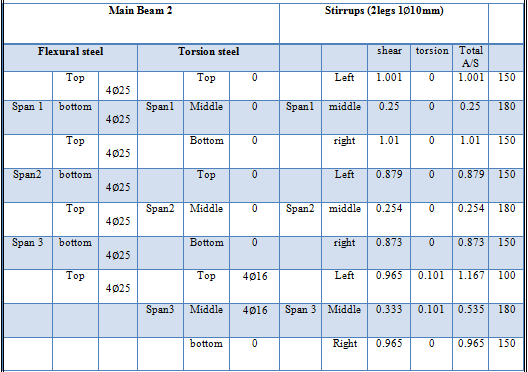 Main Beam 2 Stirrups (2legs 1Ø10mm)
Flexural steel Torsion steel shear torsion Total A/S
Top 4Ø25 Top 0 Left 1.001 0 1.001 150
Span 1 bottom 4Ø25 Span1 Middle 0 Span1 middle 0.25 0 0.25 180
Top 4Ø25 Bottom 0 right 1.01 0 1.01 150
Span2 bottom 4Ø25 Top 0 Left 0.879 0 0.879 150
Top 4Ø25 Span2 Middle 0 Span2 middle 0.254 0 0.254 180
Span 3 bottom 4Ø25 Bottom 0 right 0.873 0 0.873 150
Top 4Ø25 Top 4Ø16 Left 0.965 0.101 1.167 100
Span3 Middle 4Ø16 Span 3 Middle 0.333 0.101 0.535 180
bottom 0 Right 0.965 0 0.965 150